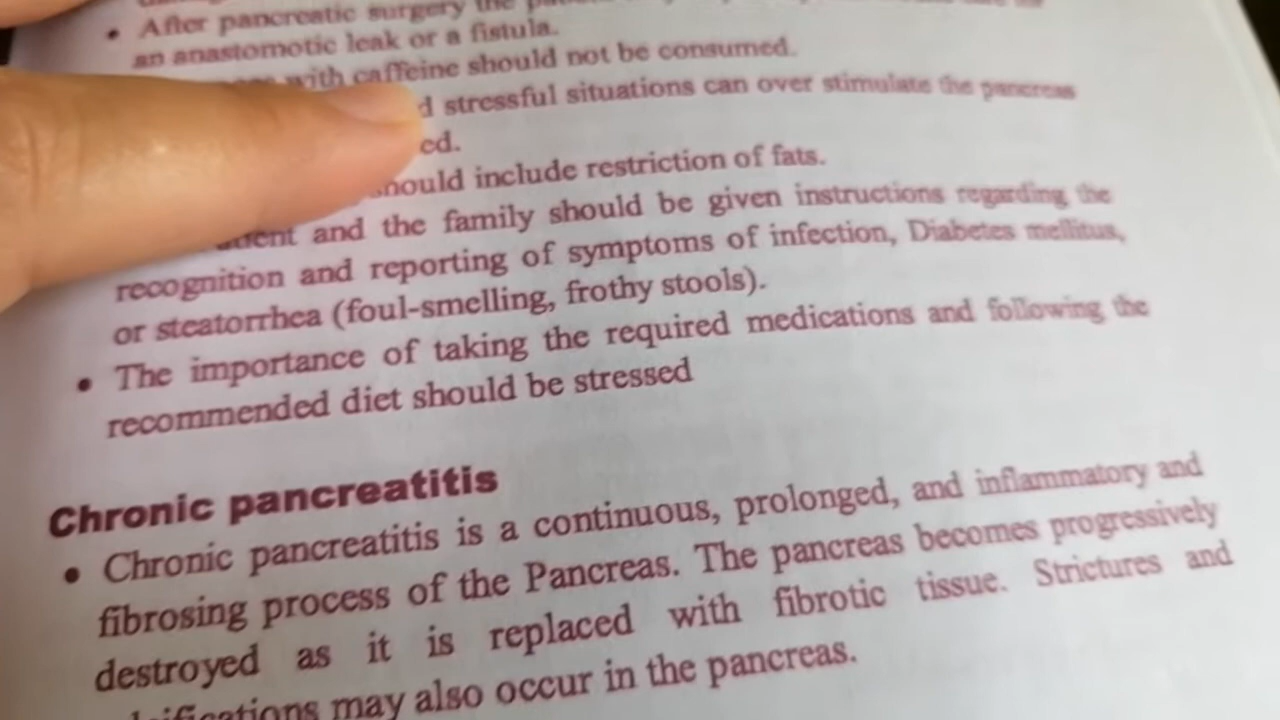 • After pancreatic surgery the
an anastomotic leak or a fistula.
with caffeine should not be consumed.
stressful situations can over stimulate the pancreas
should include restriction of fats.
and the family should be given instructions regarding the
recognition and reporting of symptoms of infection, Diabetes mellitus,
or steatorrhea (foul-smelling, frothy stools).
• The importance of taking the required medications and following the
recommended diet should be stressed
Chronic pancreatitis
• Chronic pancreatitis is a continuous, prolonged, and inflammatory and
fibrosing process of the Pancreas. The pancreas becomes progressively
destroyed as it is replaced with fibrotic tissue. Strictures and
may also occur in the pancreas.